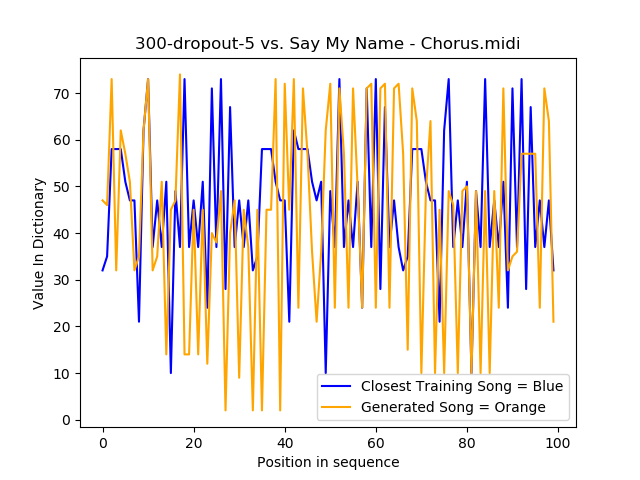 300-dropout-5 vs. Say My Name - Chorus.midi
70
60
50
40
30
20
10
0
Value In Dictionary
0 20 40 60 80 100
Position in sequence
Closest Training Song = Blue
Generated Song = Orange